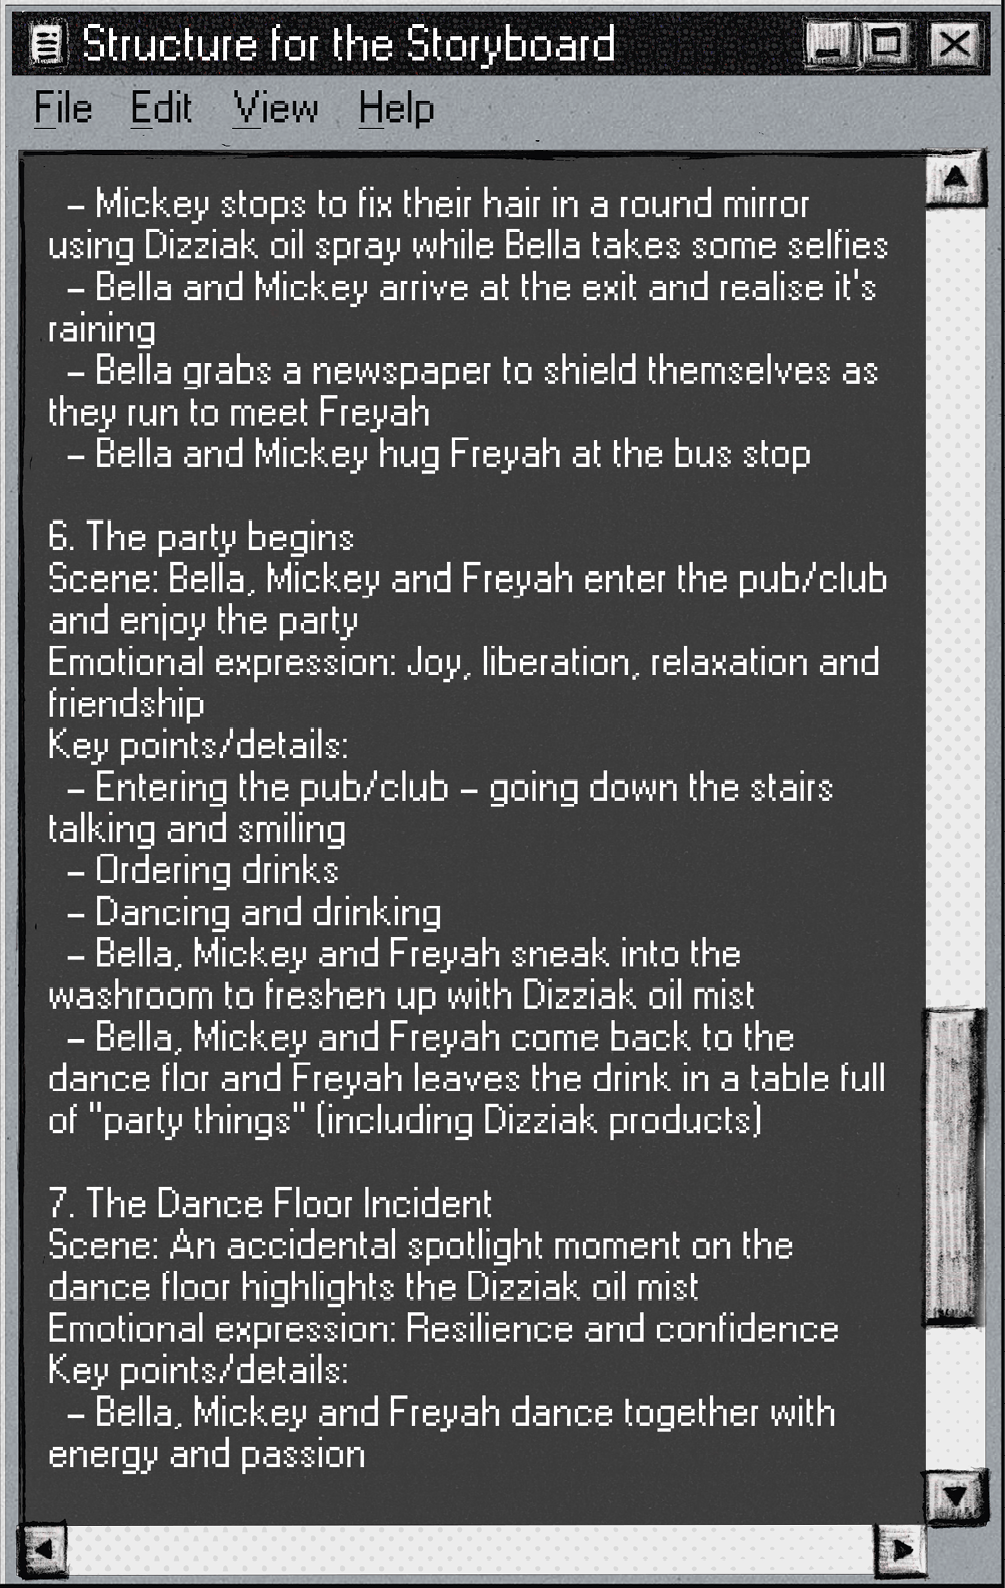 Structure for the Storyboard
File Edit View Help
– Mickey stops to fix their hair in a round mirror
using Dizziak oil spray while Bella takes some selfies
– Bella and Mickey arrive at the exit and realise it's
raining
– Bella grabs a newspaper to shield themselves as
they run to meet Freyah
– Bella and Mickey hug Freyah at the bus stop
6. The party begins
Scene: Bella, Mickey and Freyah enter the pub/club
and enjoy the party
Emotional expression: Joy, liberation, relaxation and
friendship
Key points/details:
– Entering the pub/club – going down the stairs
talking and smiling
– Ordering drinks
– Dancing and drinking
– Bella, Mickey and Freyah sneak into the
washroom to freshen up with Dizziak oil mist
– Bella, Mickey and Freyah come back to the
dance flor and Freyah leaves the drink in a table full
of "party things" (including Dizziak products)
7. The Dance Floor Incident
Scene: An accidental spotlight moment on the
dance floor highlights the Dizziak oil mist
Emotional expression: Resilience and confidence
Key points/details:
– Bella, Mickey and Freyah dance together with
energy and passion